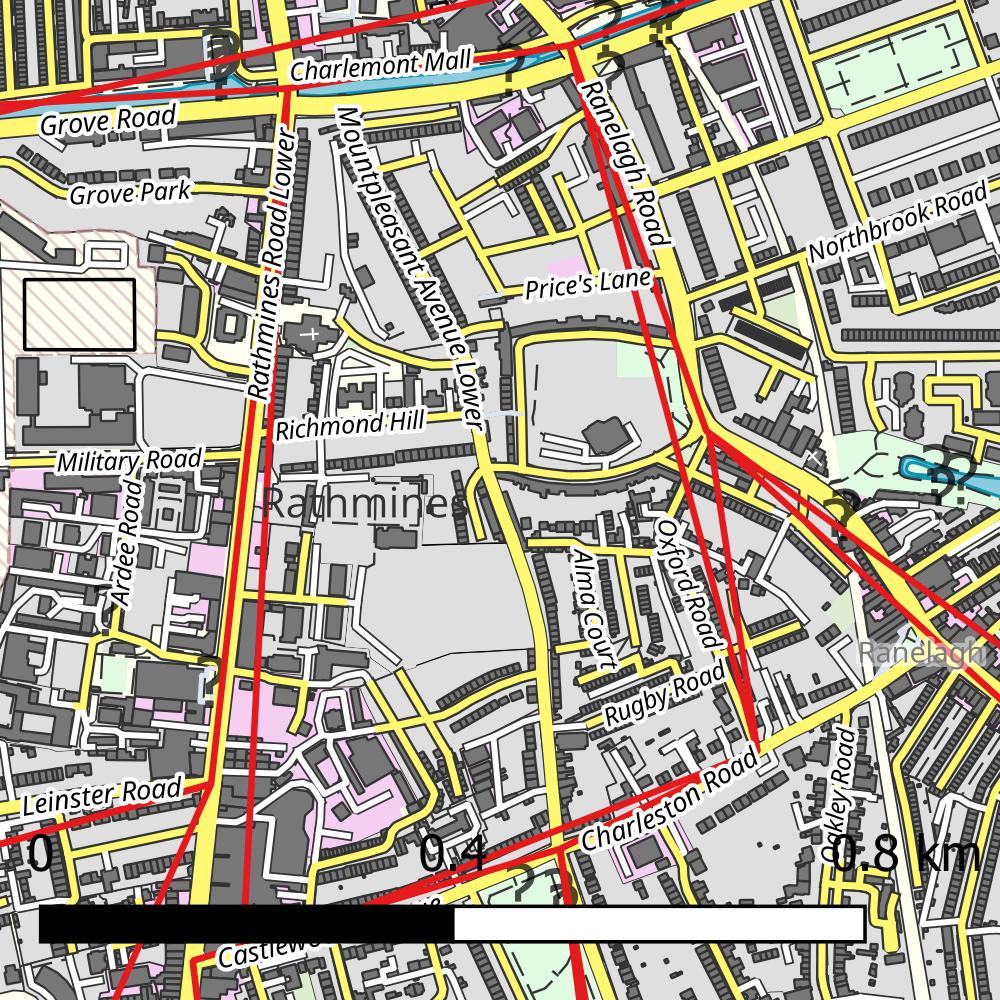 Charlemont Mall
Grove Road
Ranelagh Road
Mountpleasant Avenue Lower
Grove Park
Rathmines Road Lower
Northbrook Road
Price's Lane
Richmond Hill
Military Road
Rathmines
Ardee Road
Oxford Road
Alma Court
Ranelagh
Rugby Road
Leinster Road
Charleston Road
Oakley Road
0
0.4
0.8 km
? ? ? ? ? ? ? ? ? ? ?